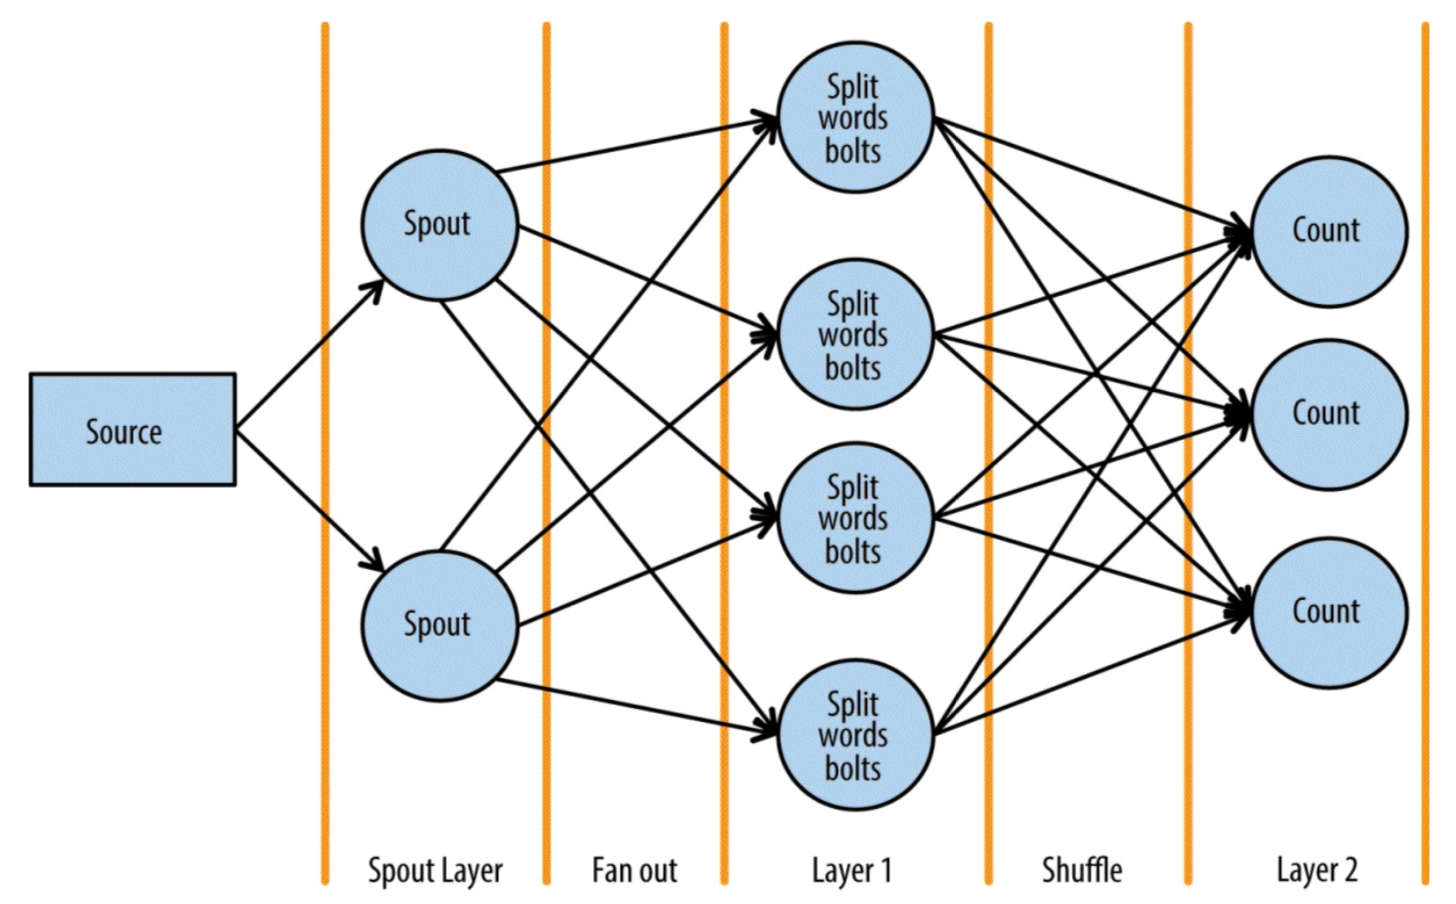 Source
Spout
Spout
Split
words
bolts
Split
words
bolts
Split
words
bolts
Split
words
bolts
Count
Count
Count
Spout Layer
Fan out
Layer 1
Shuffle
Layer 2